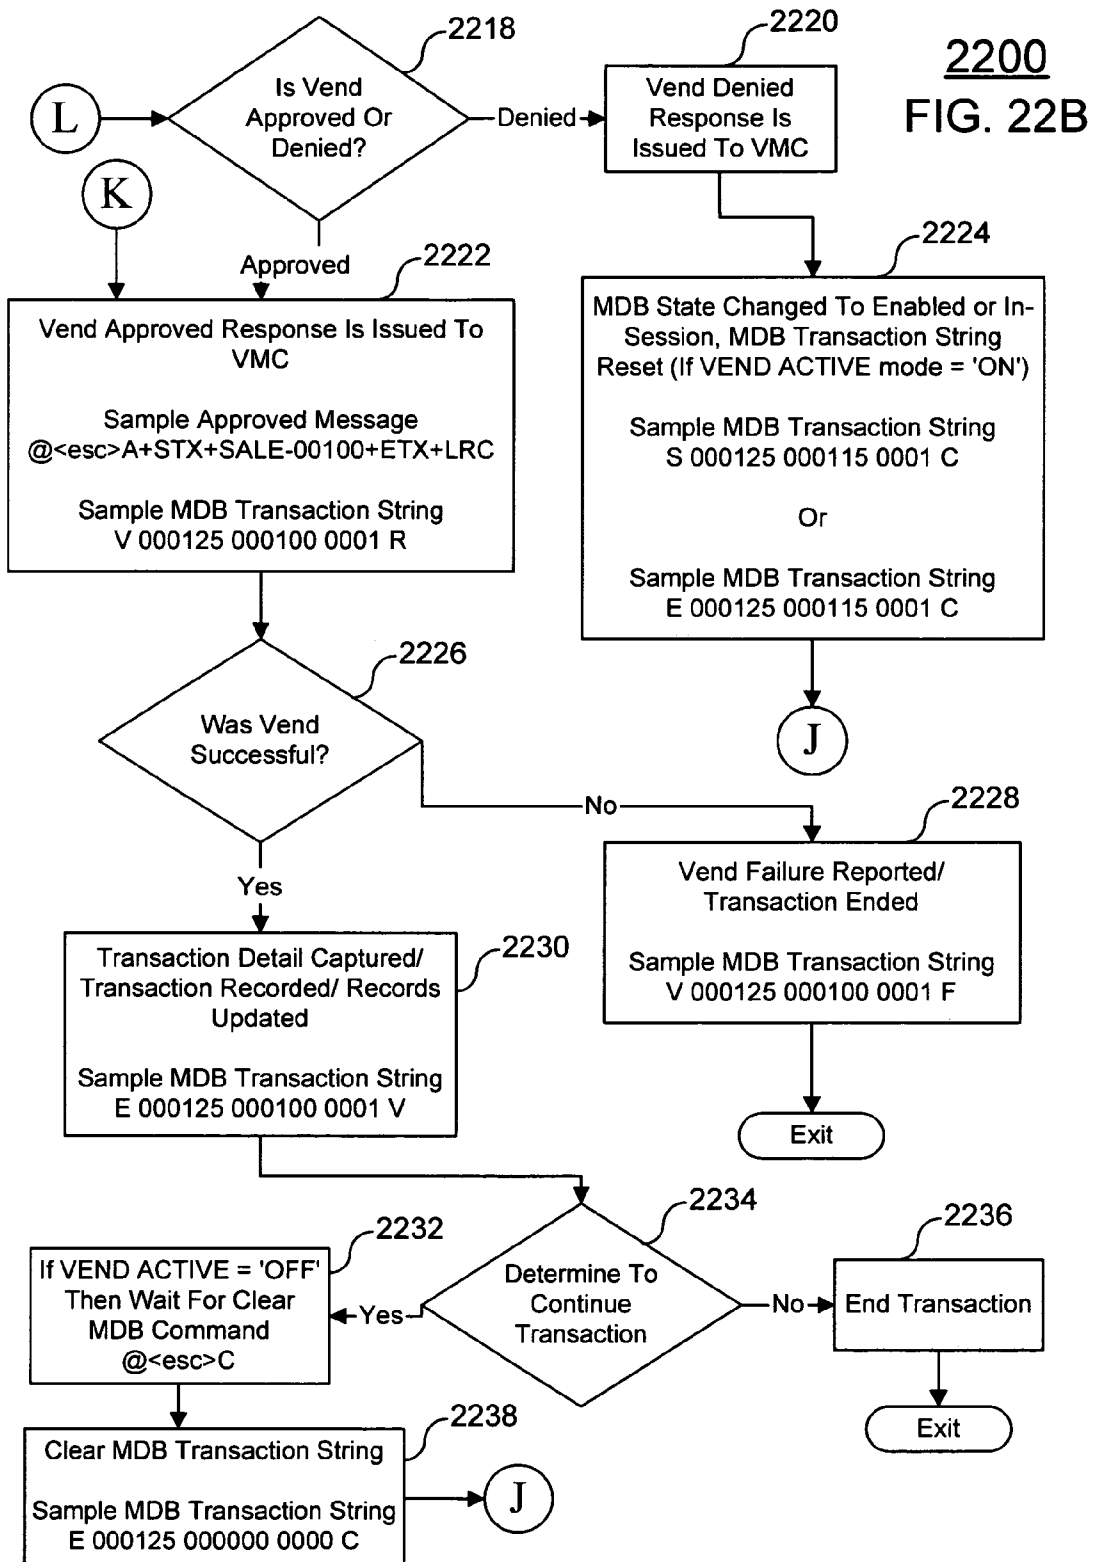 2200
FIG. 22B
2218
L
Is Vend
Approved Or
Denied?
Denied
2220
Vend Denied
Response Is
Issued To VMC
K
Approved
2222
Vend Approved Response Is Issued To
VMC
Sample Approved Message
@<esc>A+STX+SALE-00100+ETX+LRC
Sample MDB Transaction String
V 000125 000100 0001 R
2224
MDB State Changed To Enabled or In-
Session, MDB Transaction String
Reset (If VEND ACTIVE mode = 'ON')
Sample MDB Transaction String
S 000125 000115 0001 C
Or
Sample MDB Transaction String
E 000125 000115 0001 C
J
2226
Was Vend
Successful?
No
Yes
2228
Vend Failure Reported/
Transaction Ended
Sample MDB Transaction String
V 000125 000100 0001 F
Exit
2230
Transaction Detail Captured/
Transaction Recorded/ Records
Updated
Sample MDB Transaction String
E 000125 000100 0001 V
2234
Determine To
Continue
Transaction
Yes
No
2232
If VEND ACTIVE = 'OFF'
Then Wait For Clear
MDB Command
@<esc>C
2236
End Transaction
Exit
2238
Clear MDB Transaction String
Sample MDB Transaction String
E 000125 000000 0000 C
J